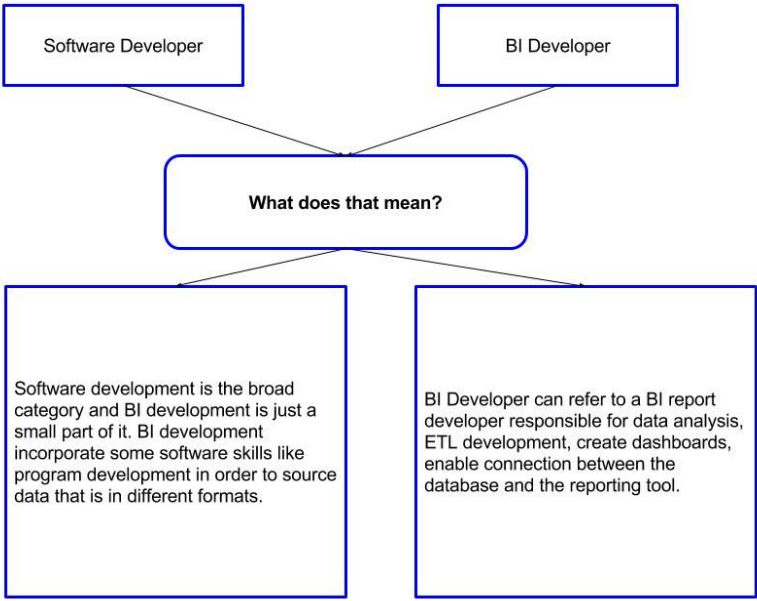 Software Developer
BI Developer
What does that mean?
Software development is the broad
category and BI development is just a
small part of it. BI development
incorporate some software skills like
program development in order to source
data that is in different formats.
BI Developer can refer to a BI report
developer responsible for data analysis,
ETL development, create dashboards,
enable connection between the
database and the reporting tool.